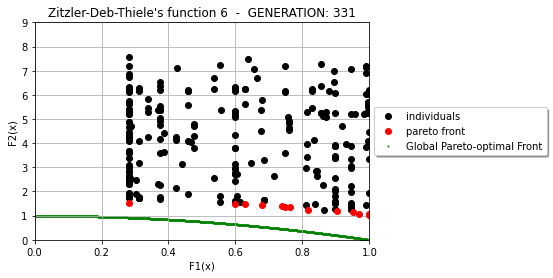 Zitzler-Deb-Thiele's function 6 - GENERATION: 331
9
8
7
6
5
4
3
2
1
0
F2(x)
0.0 0.2 0.4 0.6 0.8 1.0
F1(x)
individuals
pareto front
Global Pareto-optimal Front